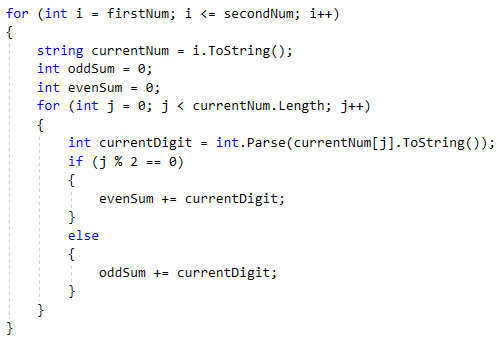 for (int i = firstNum; i <= secondNum; i++)
{
    string currentNum = i.ToString();
    int oddSum = 0;
    int evenSum = 0;
    for (int j = 0; j < currentNum.Length; j++)
    {
        int currentDigit = int.Parse(currentNum[j].ToString());
        if (j % 2 == 0)
        {
            evenSum += currentDigit;
        }
        else
        {
            oddSum += currentDigit;
        }
    }
}